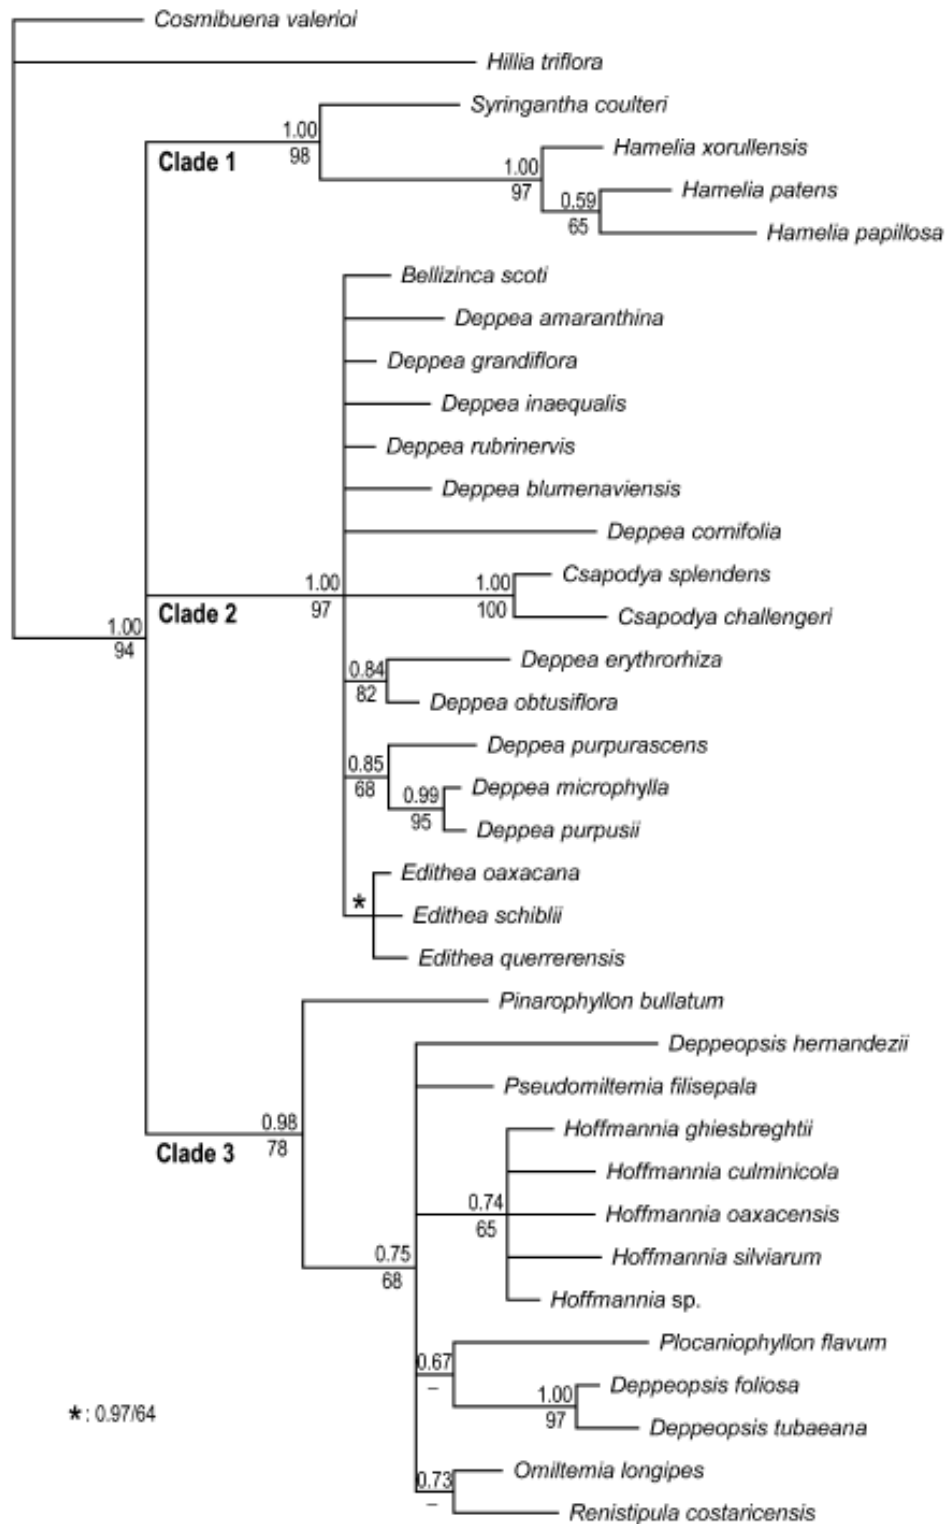 Cosmibuena valerioi
Hillia triflora
Syringantha coulteri
1.00
98
Clade 1
Hamelia xorullensis
1.00
97
Hamelia patens
0.59
65
Hamelia papillosa
Bellizinca scoti
Deppea amaranthina
Deppea grandiflora
Deppea inaequalis
Deppea rubrinervis
Deppea blumenaviensis
Deppea cornifolia
Csapodya splendens
1.00
100
1.00
97
Clade 2
Csapodya challengeri
1.00
94
Deppea erythrorhiza
0.84
82
Deppea obtusiflora
Deppea purpurascens
0.85
68
Deppea microphylla
0.99
95
Deppea purpusii
Edithea oaxacana
*
Edithea schiblii
Edithea querrerensis
Pinarophyllon bullatum
Deppeopsis hernandezii
Pseudomiltemia filisepala
0.98
78
Clade 3
Hoffmannia ghiesbreghtii
Hoffmannia culminicola
0.74
65
Hoffmannia oaxacensis
0.75
68
Hoffmannia silviarum
Hoffmannia sp.
Plocaniophyllon flavum
0.67
–
Deppeopsis foliosa
1.00
97
*: 0.97/64
Deppeopsis tubaeana
Omiltemia longipes
0.73
–
Renistipula costaricensis